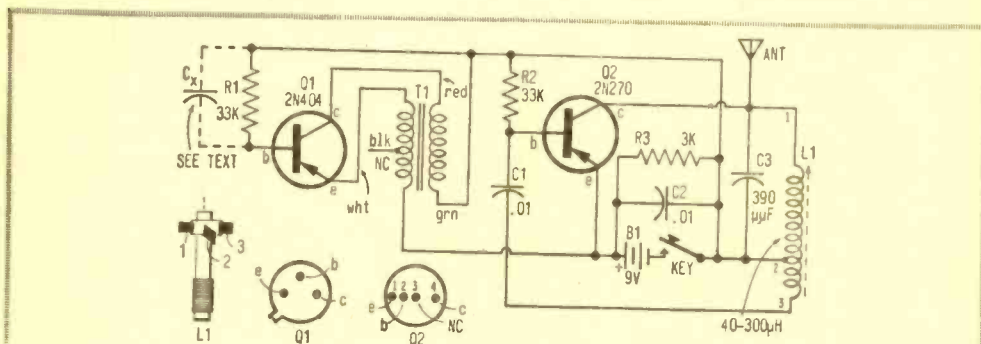 Cx
SEE TEXT
R1
33K
Q1
2N404
b
c
e
blk
NC
wht
T1
red
grn
R2
33K
Q2
2N270
b
c
e
C1
.01
R3
3K
C2
.01
B1
+
9V
KEY
ANT
C3
390
µµF
1
L1
2
3
40–300µH
1
2
3
L1
e
b
c
Q1
1 2 3 4
e
b
NC
c
Q2